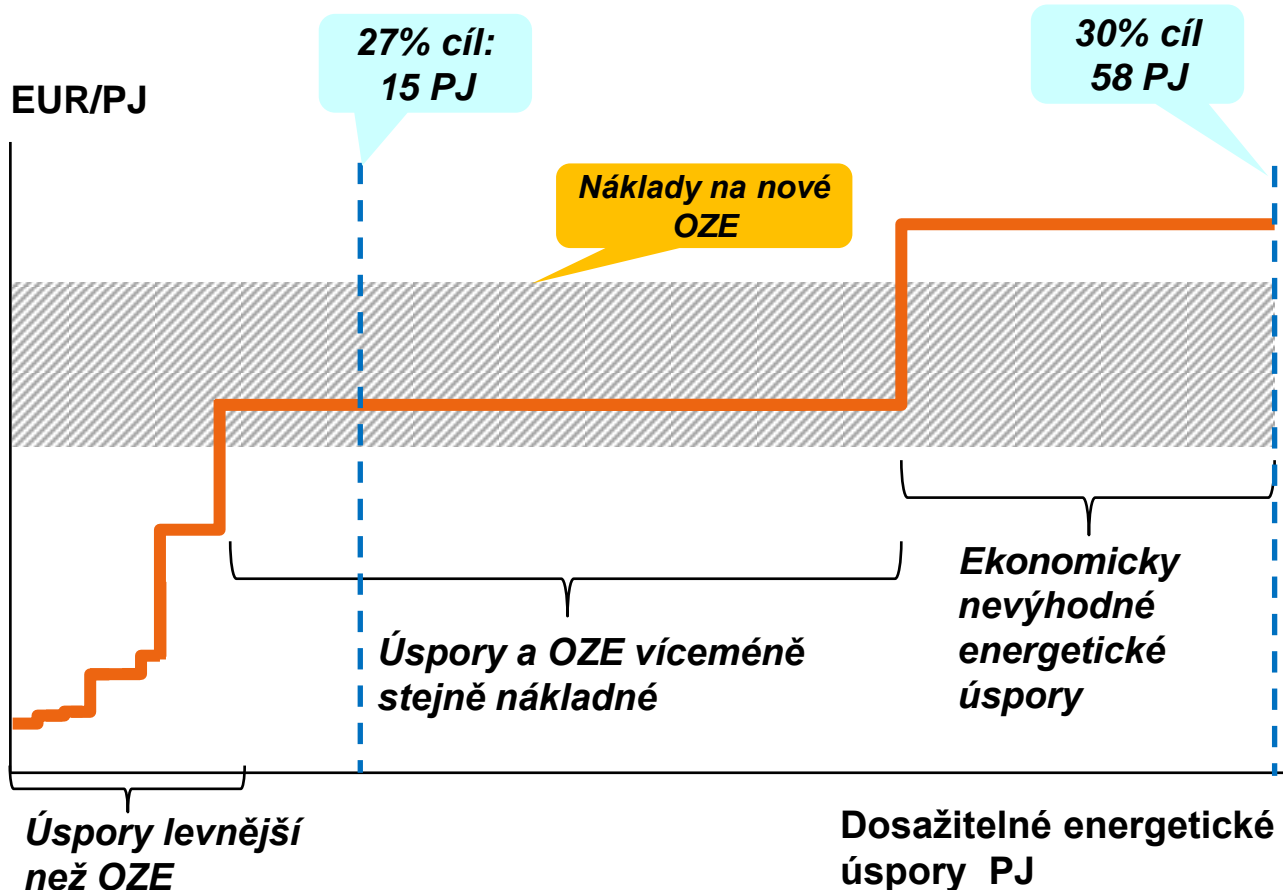 27% cíl:
15 PJ
30% cíl
58 PJ
EUR/PJ
Náklady na nové
OZE
Ekonomicky
nevýhodné
energetické
úspory
Úspory a OZE víceméně
stejně nákladné
Úspory levnější
než OZE
Dosažitelné energetické
úspory PJ